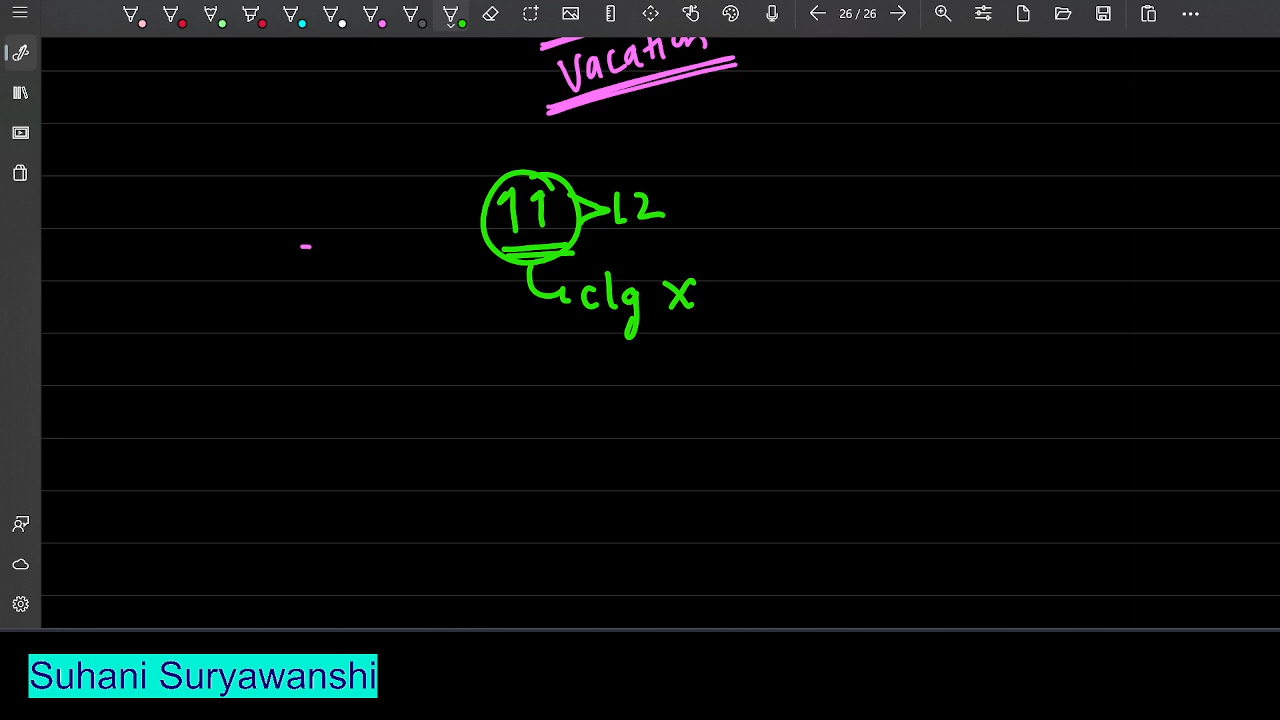 26/26
Vacation
11 > 12
clg x
Suhani Suryawanshi